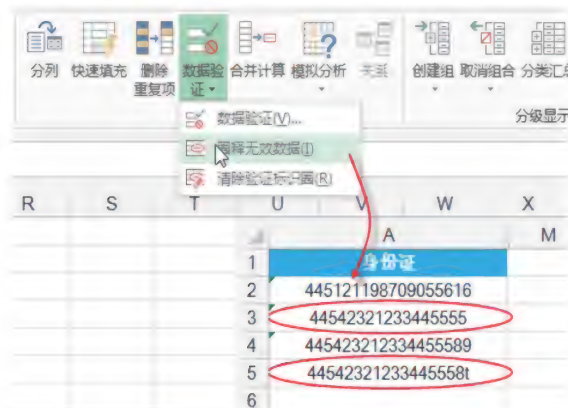 分列
快速填充
删除
重复项
数据验
证
合并计算
模拟分析
关系
创建组
取消组合
分类汇总
分级显示
数据验证(V)...
圈释无效数据(I)
清除验证标识圈(R)
R S T U V W X
A M
1
2 445121198709055616
3 44542321233445555
4 445423212334455589
5 44542321233445558t
6